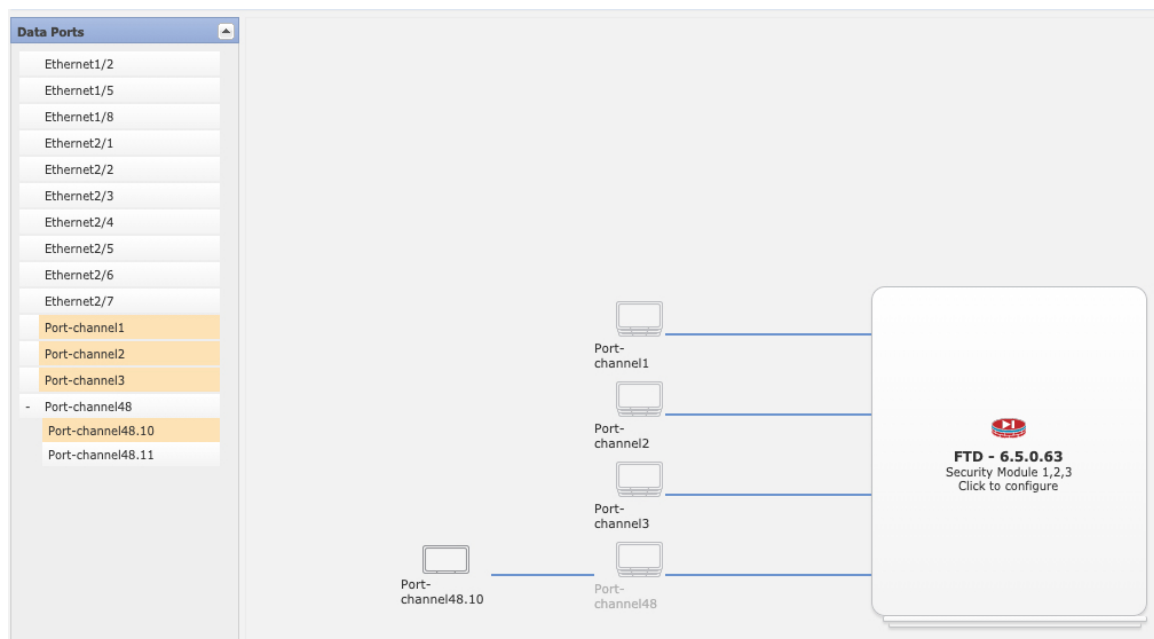 Data Ports
Ethernet1/2
Ethernet1/5
Ethernet1/8
Ethernet2/1
Ethernet2/2
Ethernet2/3
Ethernet2/4
Ethernet2/5
Ethernet2/6
Ethernet2/7
Port-channel1
Port-channel2
Port-channel3
- Port-channel48
Port-channel48.10
Port-channel48.11
Port-
channel1
Port-
channel2
Port-
channel3
Port-
channel48.10
Port-
channel48
FTD - 6.5.0.63
Security Module 1,2,3
Click to configure